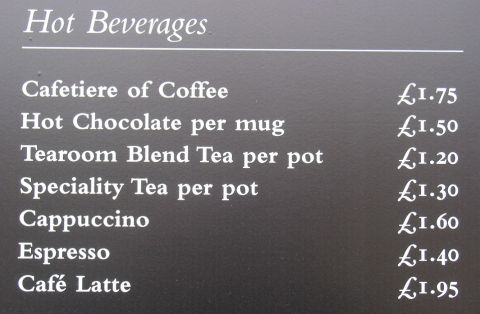 Hot Beverages
Cafetiere of Coffee £1.75
Hot Chocolate per mug £1.50
Tearoom Blend Tea per pot £1.20
Speciality Tea per pot £1.30
Cappuccino £1.60
Espresso £1.40
Café Latte £1.95